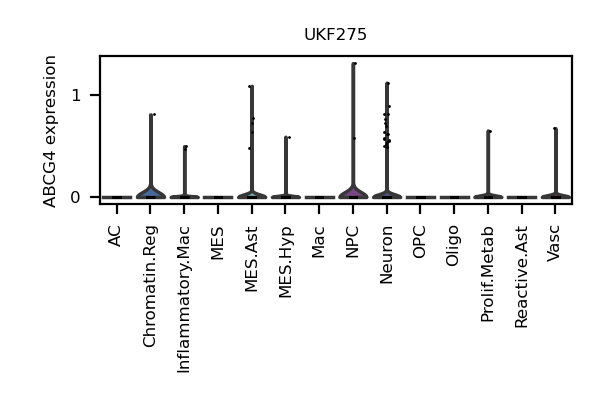 UKF275
ABCG4 expression
1
0
AC
Chromatin.Reg
Inflammatory.Mac
MES
MES.Ast
MES.Hyp
Mac
NPC
Neuron
OPC
Oligo
Prolif.Metab
Reactive.Ast
Vasc